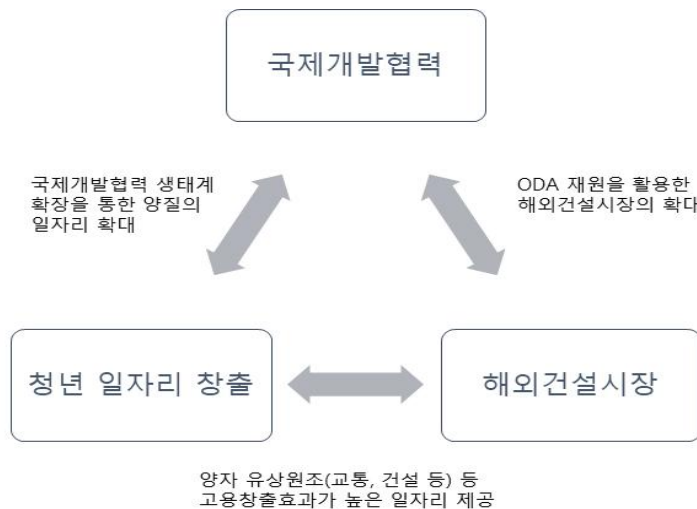 국제개발협력
국제개발협력 생태계
확장을 통한 양질의
일자리 확대
ODA 재원을 활용한
해외건설시장의 확대
청년 일자리 창출
해외건설시장
양자 유상원조(교통, 건설 등) 등
고용창출효과가 높은 일자리 제공